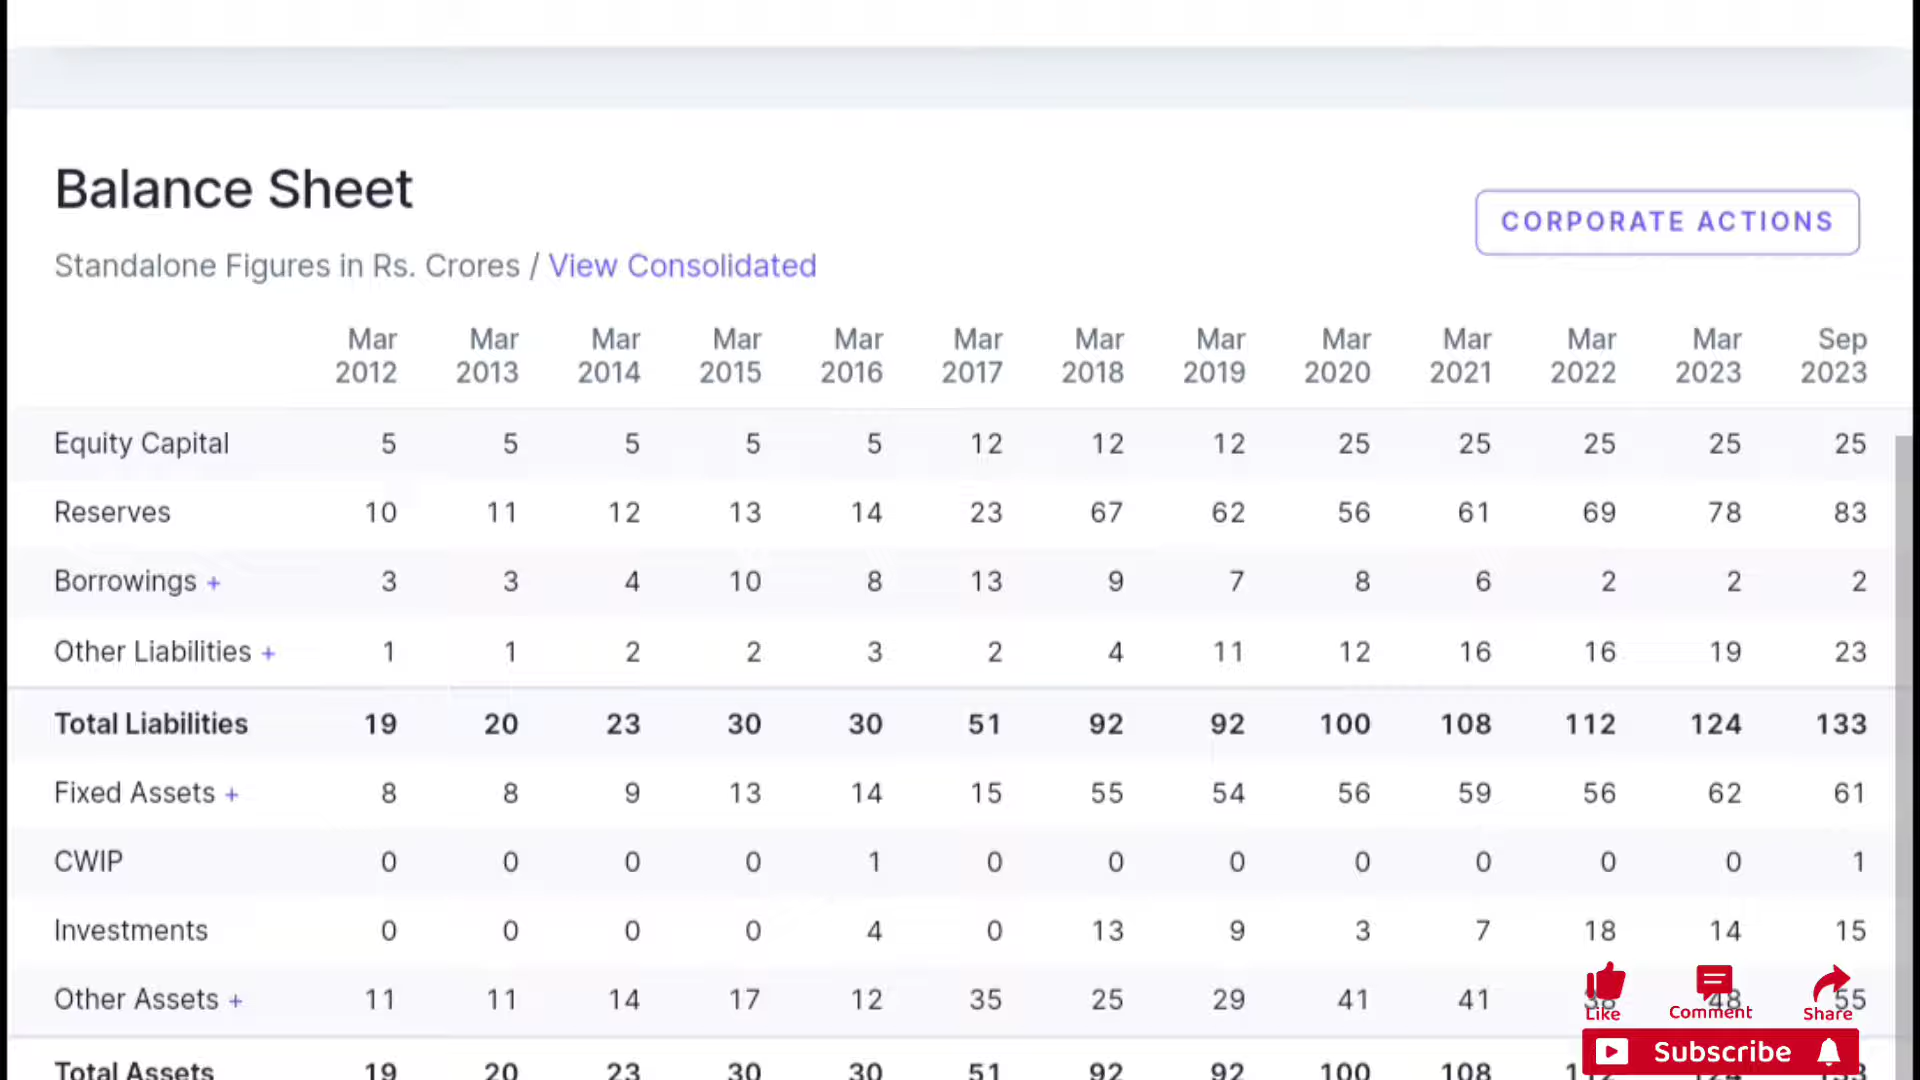 Balance Sheet
CORPORATE ACTIONS
Standalone Figures in Rs. Crores / View Consolidated
Mar 2012 Mar 2013 Mar 2014 Mar 2015 Mar 2016 Mar 2017 Mar 2018 Mar 2019 Mar 2020 Mar 2021 Mar 2022 Mar 2023 Sep 2023
Equity Capital 5 5 5 5 5 12 12 12 25 25 25 25 25
Reserves 10 11 12 13 14 23 67 62 56 61 69 78 83
Borrowings + 3 3 4 10 8 13 9 7 8 6 2 2 2
Other Liabilities + 1 1 2 2 3 2 4 11 12 16 16 19 23
Total Liabilities 19 20 23 30 30 51 92 92 100 108 112 124 133
Fixed Assets + 8 8 9 13 14 15 55 54 56 59 56 62 61
CWIP 0 0 0 0 1 0 0 0 0 0 0 0 1
Investments 0 0 0 0 4 0 13 9 3 7 18 14 15
Other Assets + 11 11 14 17 12 35 25 29 41 41 38 48 55
Like Comment Share
Total Assets 19 20 23 30 30 51 92 92 100 108 112 124 133
Subscribe